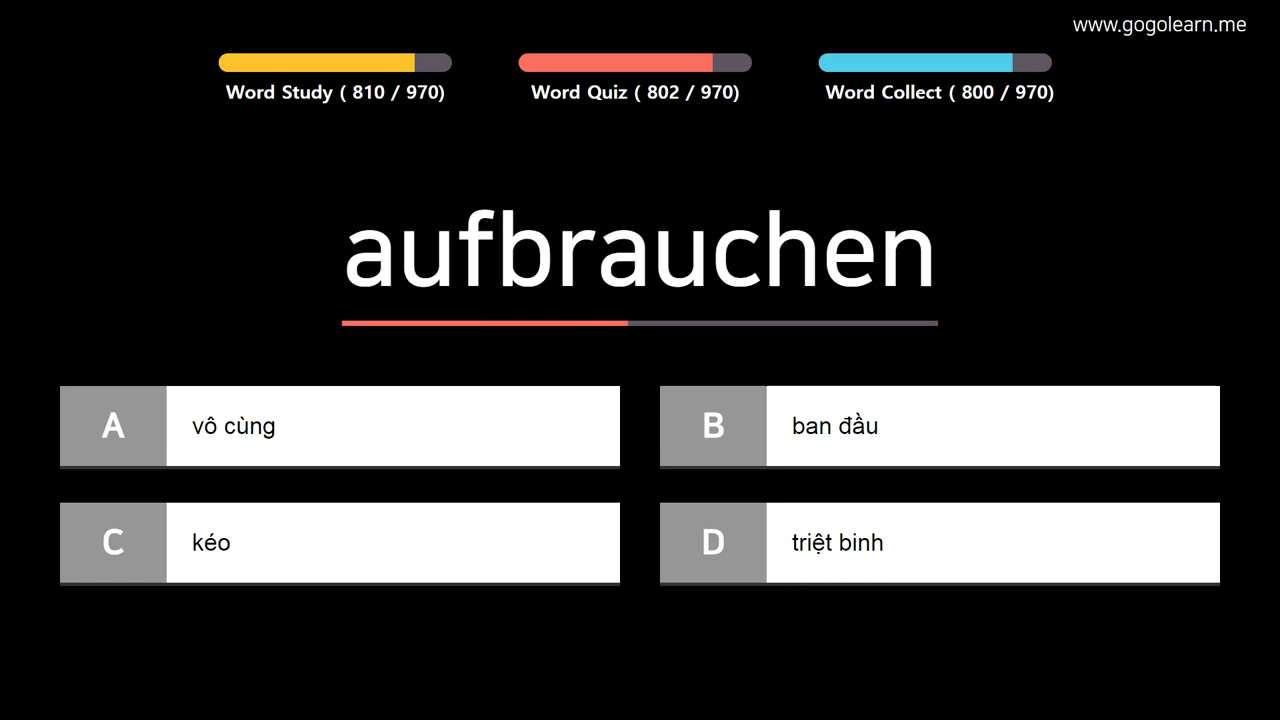 www.gogolearn.me
Word Study ( 810 / 970)
Word Quiz ( 802 / 970)
Word Collect ( 800 / 970)
aufbrauchen
A
vô cùng
B
ban đầu
C
kéo
D
triệt binh